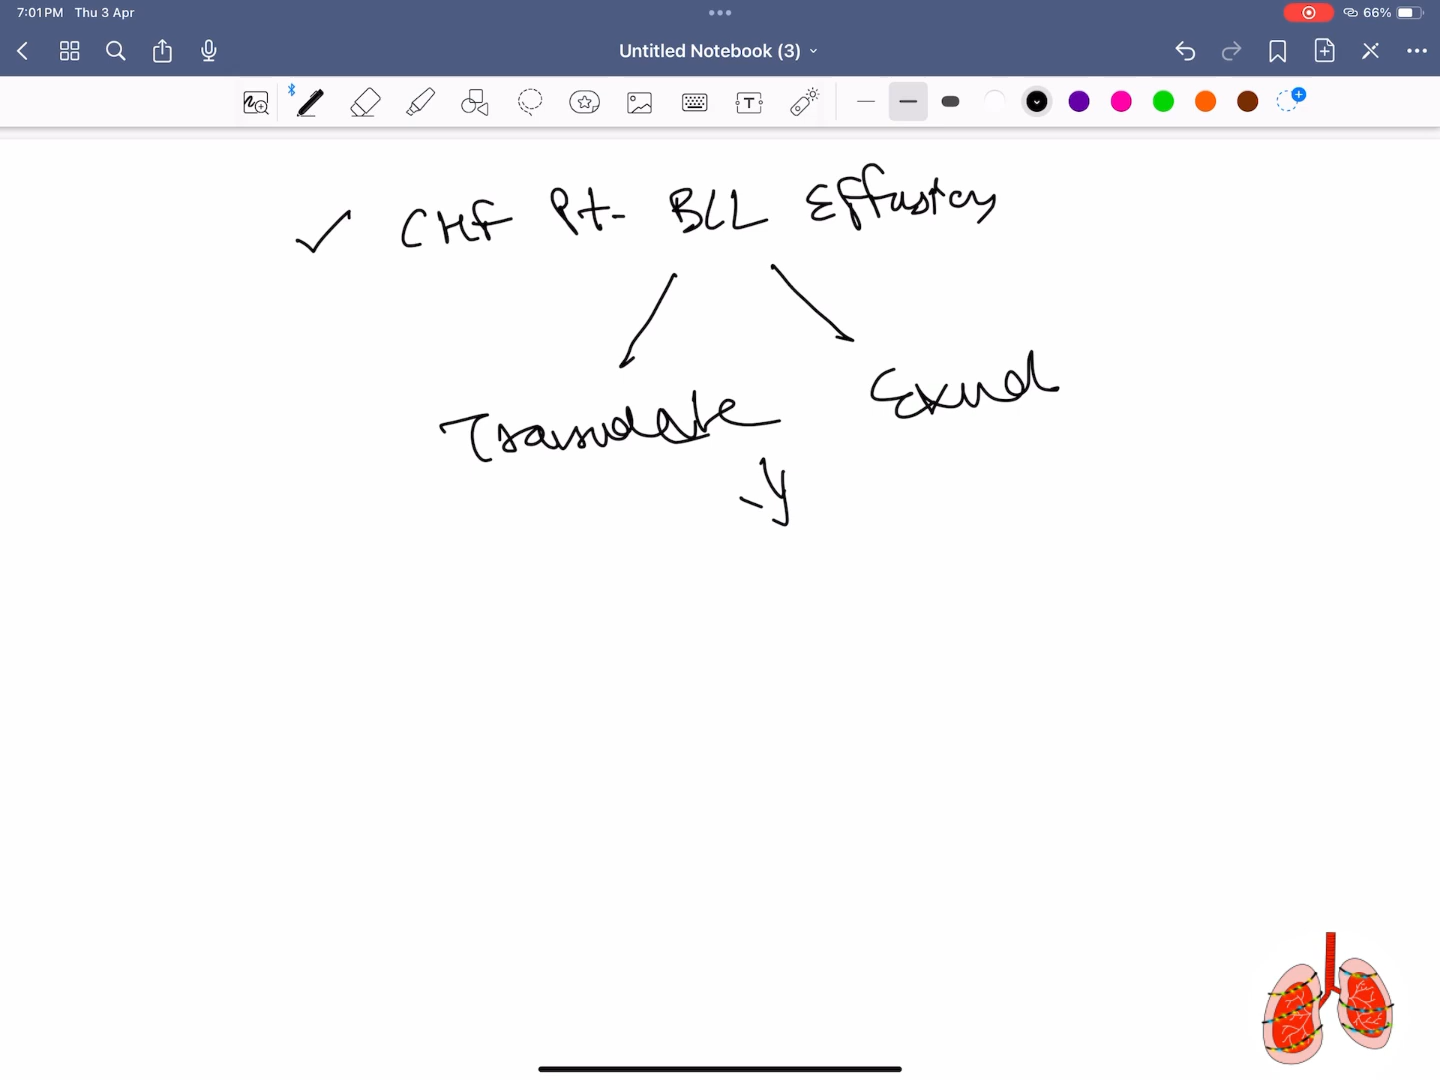 7:01 PM Thu 3 Apr
66%
Untitled Notebook (3)
T
CHF Pt- BLL Effusion
Transudate
Exud